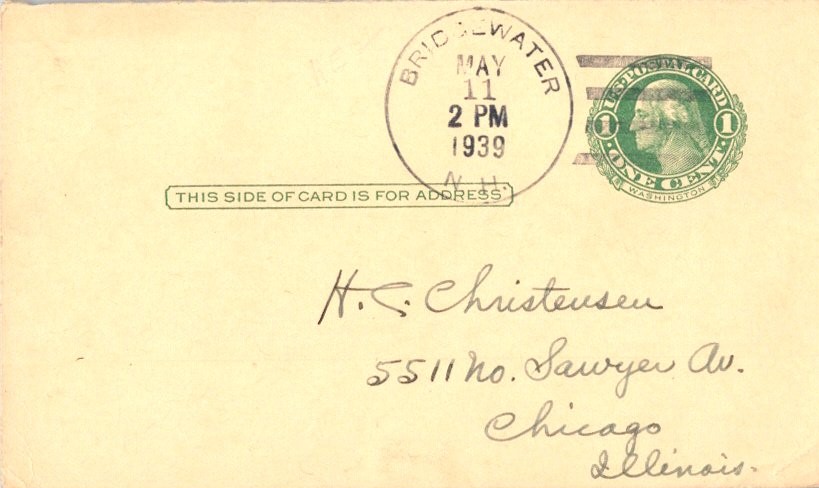 BRIDGEWATER
MAY
11
2 PM
1939
N.H.
U.S. POSTAL CARD
1 1
ONE CENT
WASHINGTON
THIS SIDE OF CARD IS FOR ADDRESS
H. C. Christensen
5511 No. Sawyer Av.
Chicago
Illinois.